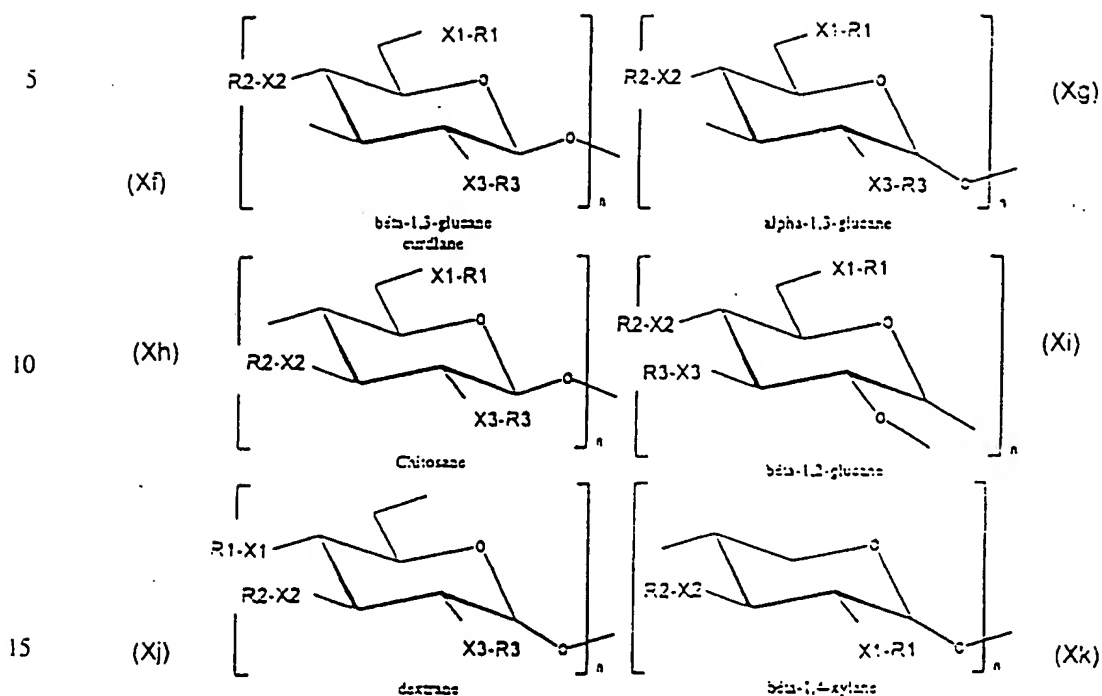 X1-R1 X1-R1
5 R2-X2 O R2-X2 O (Xg)
O
(Xf) X3-R3 n X3-R3 O n
béta-1,3-glucane alpha-1,3-glucane
curdlane
X1-R1 X1-R1
10 (Xh) O R2-X2 O (Xi)
R2-X2 O R3-X3
X3-R3 n O n
Chitosane béta-1,2-glucane
R1-X1 O O
R2-X2 R2-X2
15 (Xj) X3-R3 O n X1-R1 O n (Xk)
dextrane béta-1,4-xylane